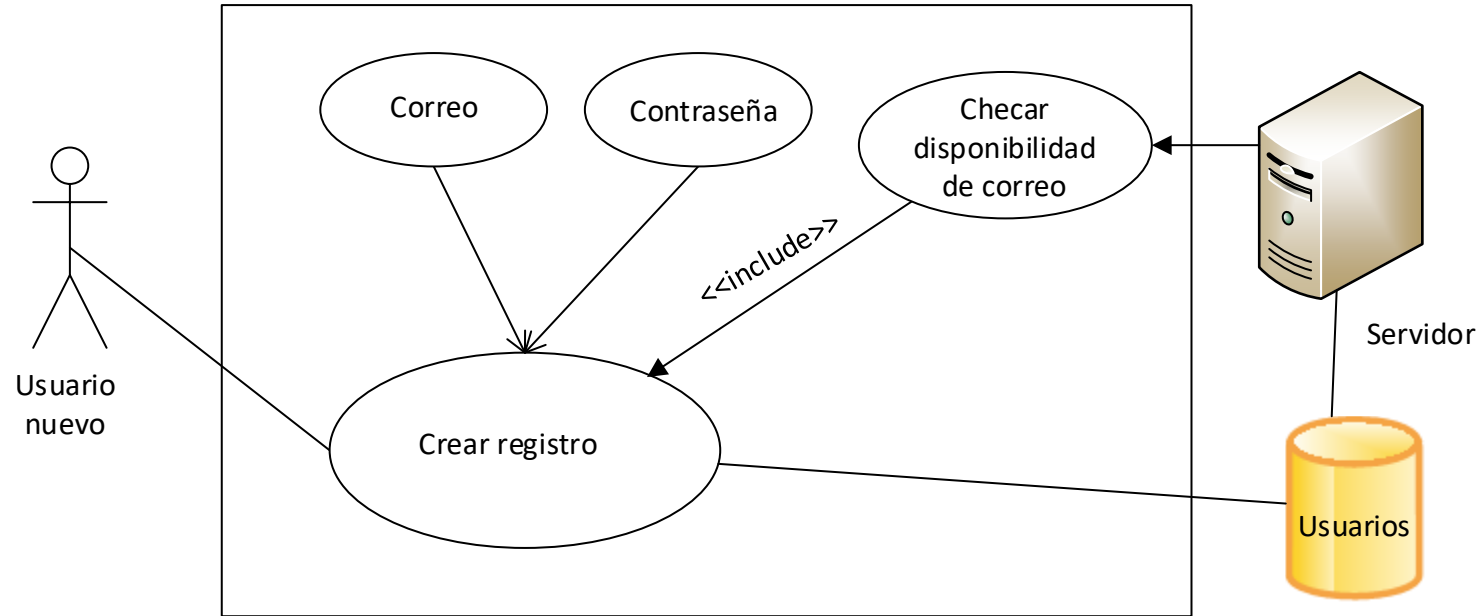 Correo
Contraseña
Checar
disponibilidad
de correo
<<include>>
Usuario
nuevo
Crear registro
Servidor
Usuarios